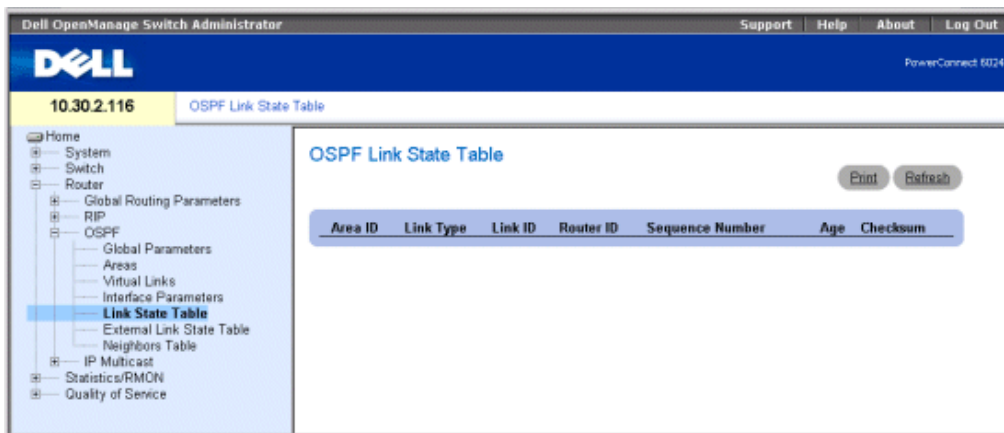 Dell OpenManage Switch Administrator Support Help About Log Out
DELL
PowerConnect 6024
10.30.2.116 OSPF Link State Table
Home
System
Switch
Router
Global Routing Parameters
RIP
OSPF
Global Parameters
Areas
Virtual Links
Interface Parameters
Link State Table
External Link State Table
Neighbors Table
IP Multicast
Statistics/RMON
Quality of Service
OSPF Link State Table
Print Refresh
Area ID Link Type Link ID Router ID Sequence Number Age Checksum